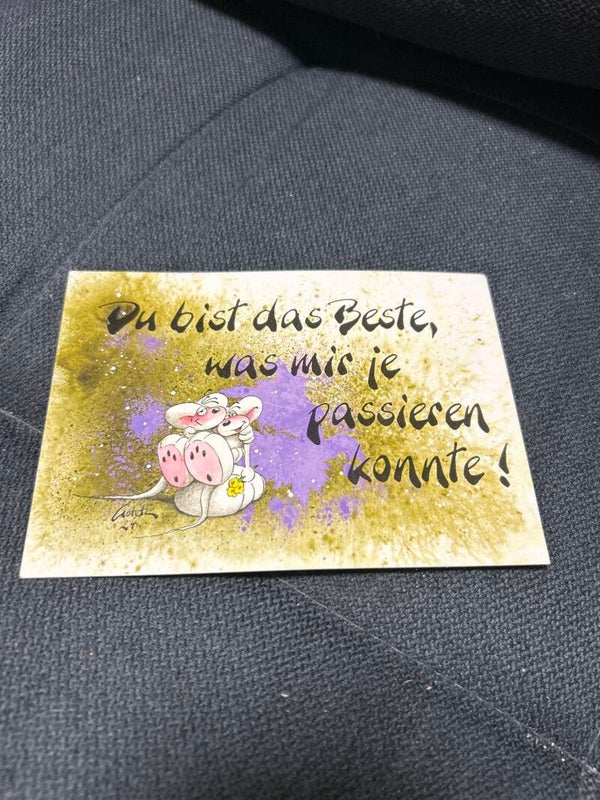 Du bist das Beste,
was mir je
passieren
konnte!